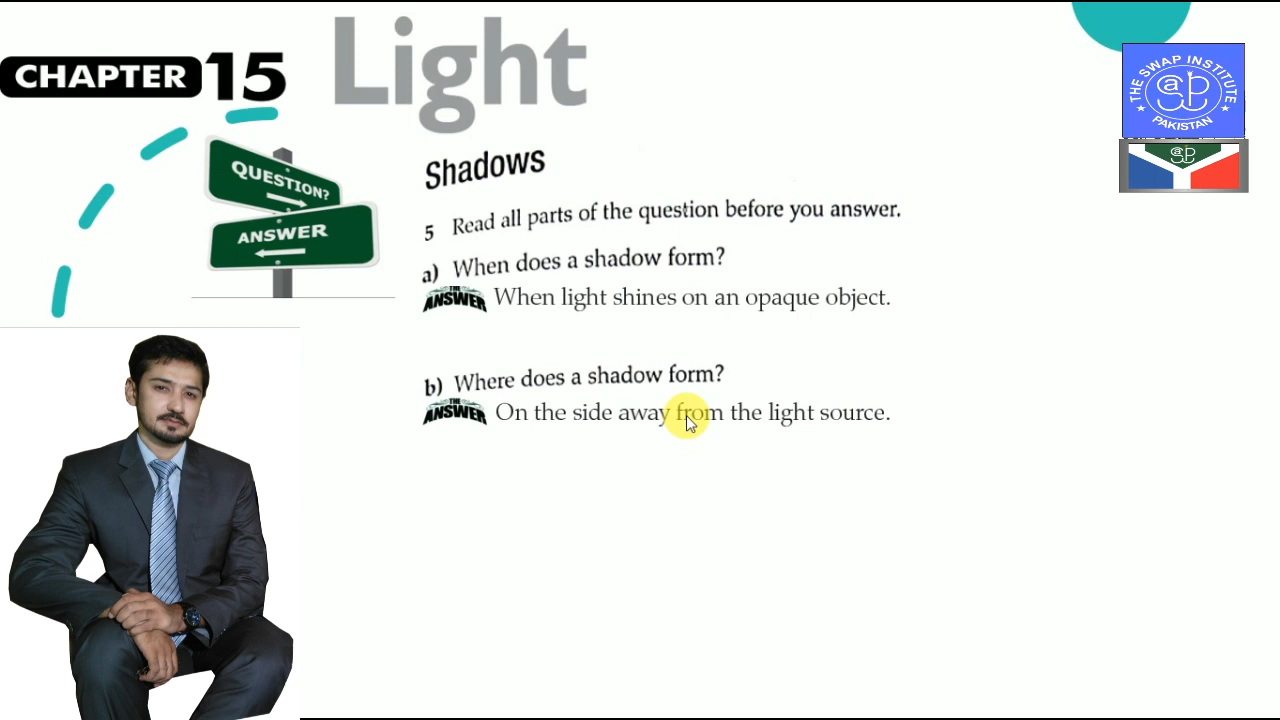 CHAPTER 15
Light
THE SWAP INSTITUTE
PAKISTAN
QUESTION?
ANSWER
Shadows
5 Read all parts of the question before you answer.
a) When does a shadow form?
THE ANSWER When light shines on an opaque object.
b) Where does a shadow form?
THE ANSWER On the side away from the light source.